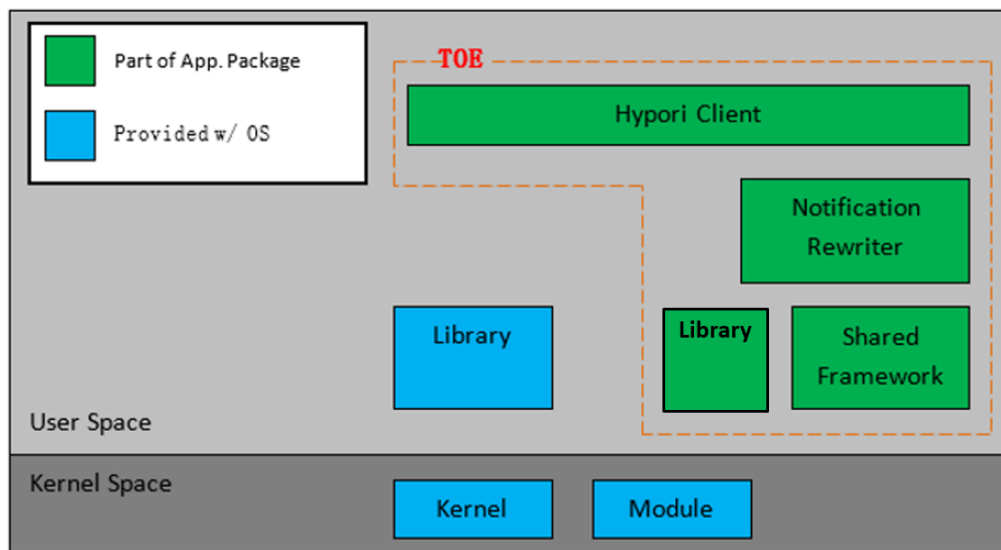 Part of App. Package
Provided w/ OS
TOE
Hypori Client
Notification
Rewriter
Library
Library
Shared
Framework
User Space
Kernel Space
Kernel
Module